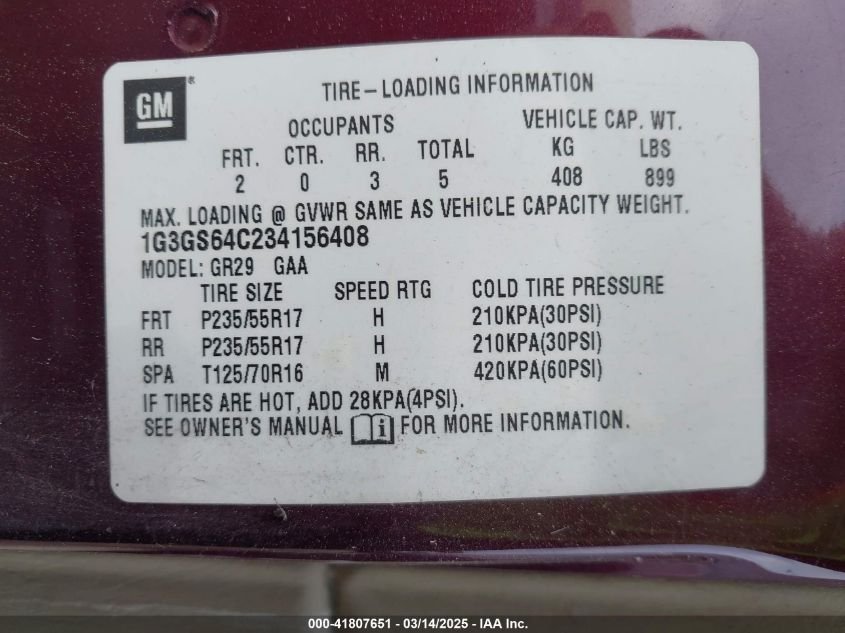 GM®
TIRE-LOADING INFORMATION
OCCUPANTS VEHICLE CAP. WT.
FRT. CTR. RR. TOTAL KG LBS
2 0 3 5 408 899
MAX. LOADING @ GVWR SAME AS VEHICLE CAPACITY WEIGHT.
1G3GS64C234156408
MODEL: GR29 GAA
TIRE SIZE SPEED RTG COLD TIRE PRESSURE
FRT P235/55R17 H 210KPA(30PSI)
RR P235/55R17 H 210KPA(30PSI)
SPA T125/70R16 M 420KPA(60PSI)
IF TIRES ARE HOT, ADD 28KPA(4PSI).
SEE OWNER'S MANUAL i FOR MORE INFORMATION.
000-41807651 - 03/14/2025 - IAA Inc.